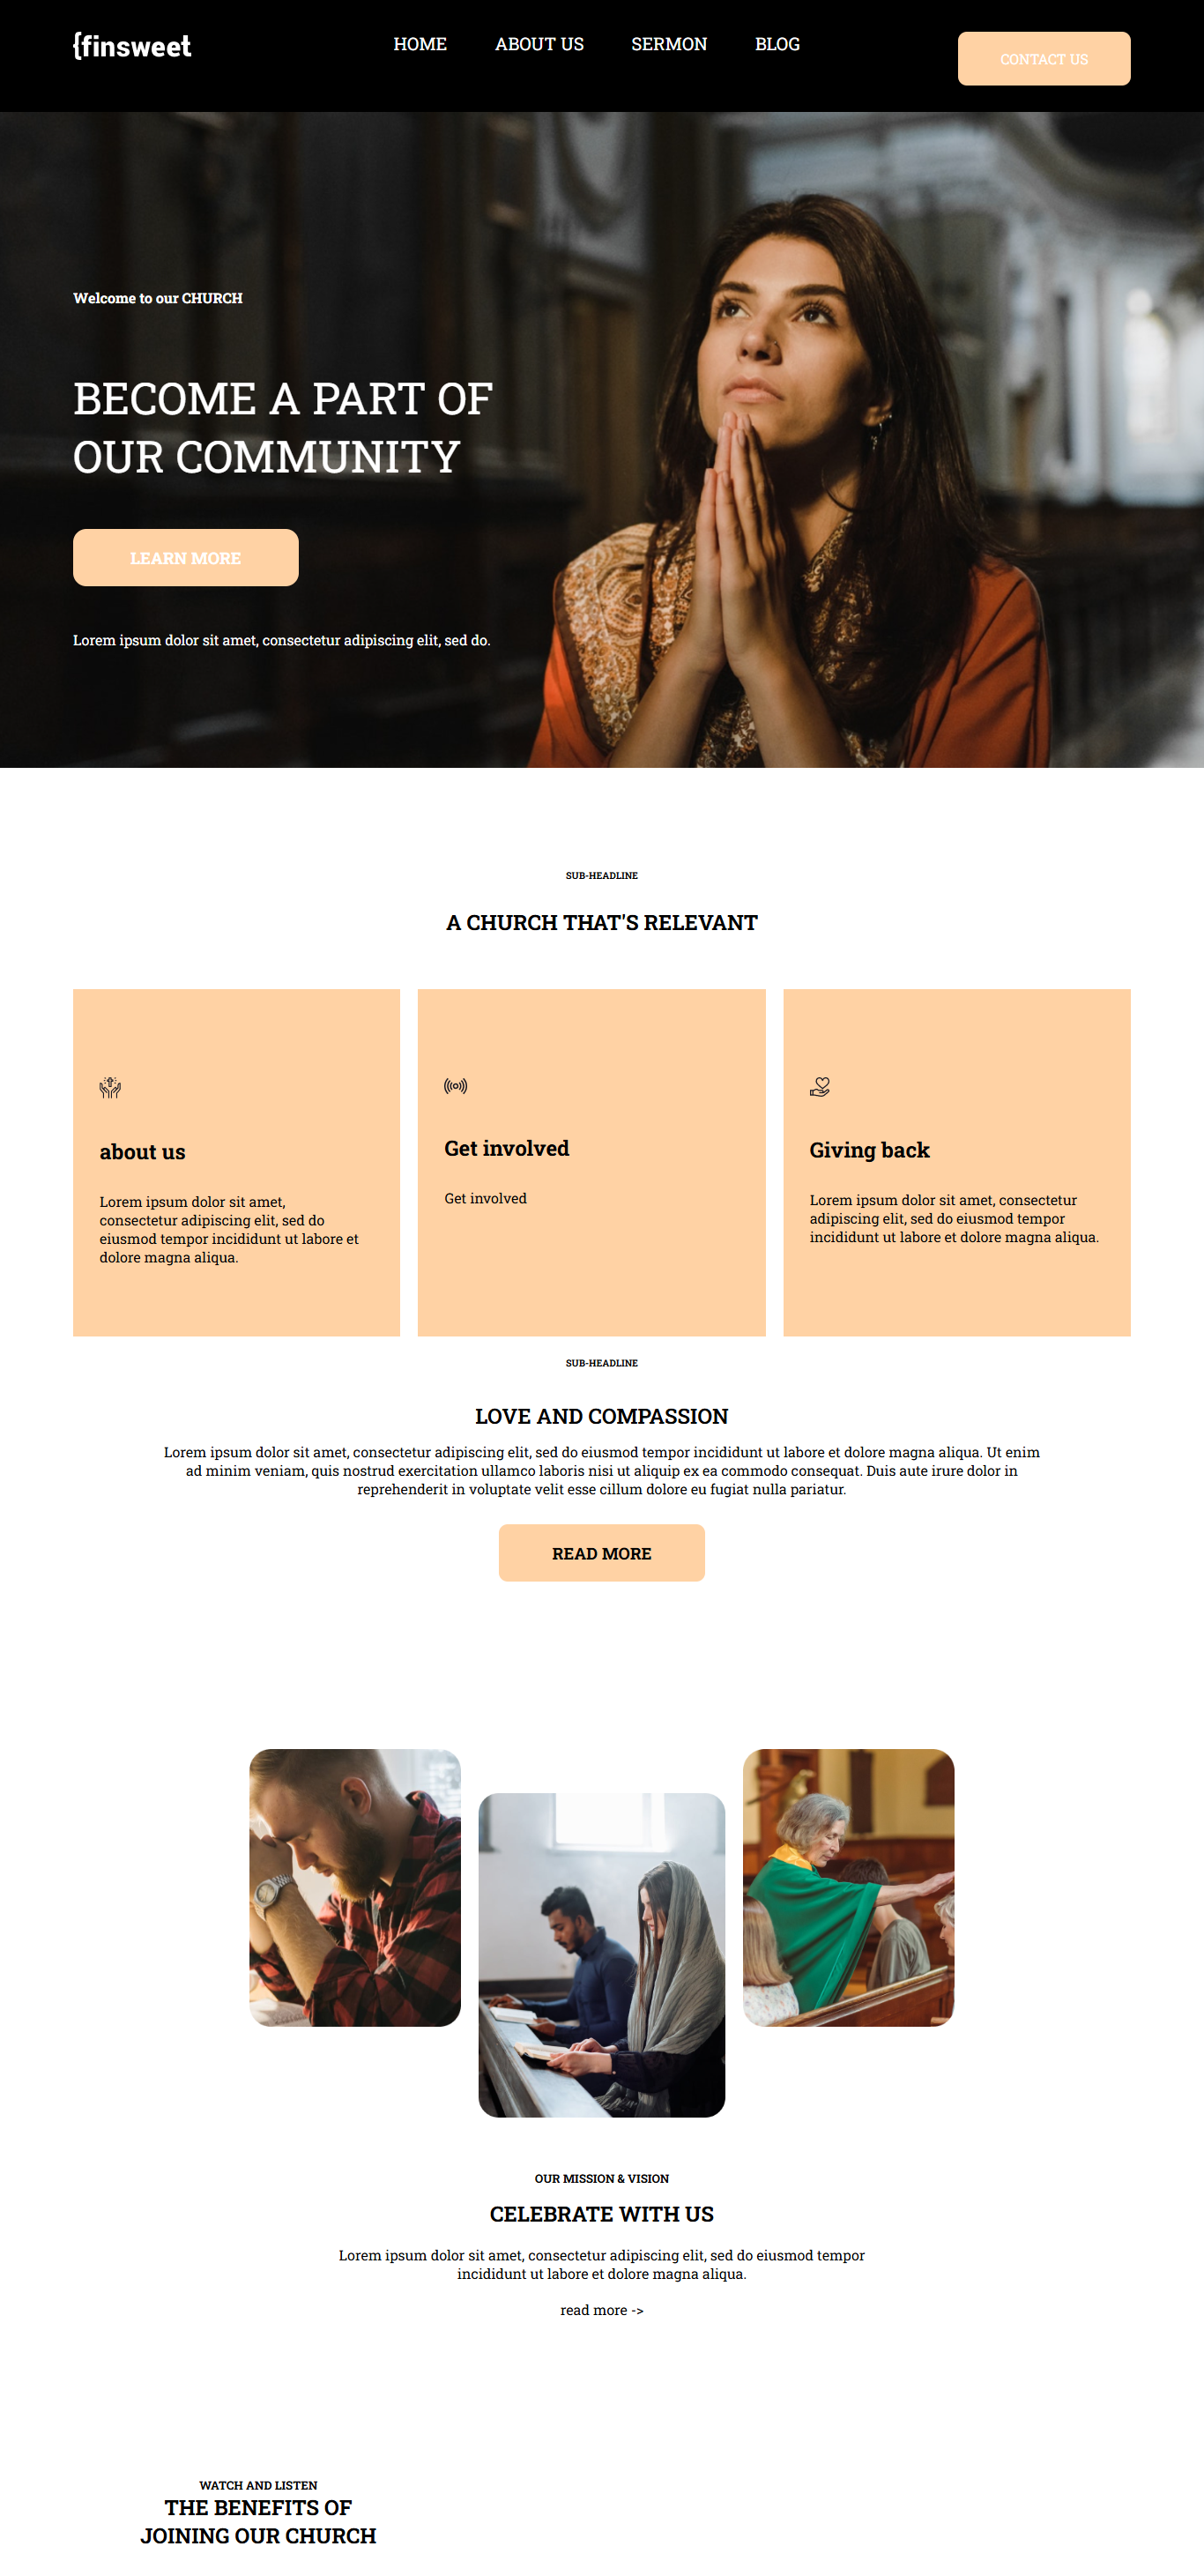 {finsweet
HOME ABOUT US SERMON BLOG
CONTACT US
Welcome to our CHURCH
BECOME A PART OF
OUR COMMUNITY
LEARN MORE
Lorem ipsum dolor sit amet, consectetur adipiscing elit, sed do.
SUB-HEADLINE
A CHURCH THAT'S RELEVANT
about us
Lorem ipsum dolor sit amet,
consectetur adipiscing elit, sed do
eiusmod tempor incididunt ut labore et
dolore magna aliqua.
Get involved
Get involved
Giving back
Lorem ipsum dolor sit amet, consectetur
adipiscing elit, sed do eiusmod tempor
incididunt ut labore et dolore magna aliqua.
SUB-HEADLINE
LOVE AND COMPASSION
Lorem ipsum dolor sit amet, consectetur adipiscing elit, sed do eiusmod tempor incididunt ut labore et dolore magna aliqua. Ut enim
ad minim veniam, quis nostrud exercitation ullamco laboris nisi ut aliquip ex ea commodo consequat. Duis aute irure dolor in
reprehenderit in voluptate velit esse cillum dolore eu fugiat nulla pariatur.
READ MORE
OUR MISSION & VISION
CELEBRATE WITH US
Lorem ipsum dolor sit amet, consectetur adipiscing elit, sed do eiusmod tempor
incididunt ut labore et dolore magna aliqua.
read more ->
WATCH AND LISTEN
THE BENEFITS OF
JOINING OUR CHURCH